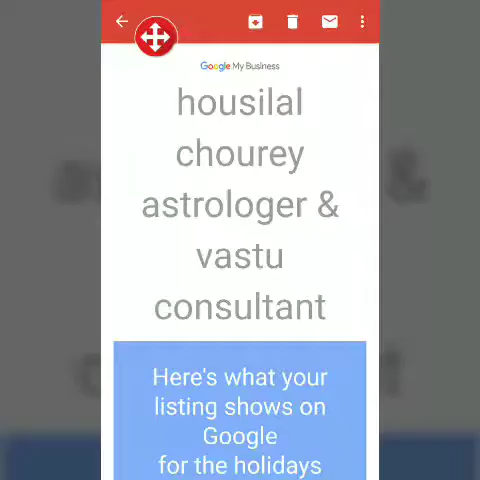 Google My Business
housilal
chourey
astrologer &
vastu
consultant
Here's what your
listing shows on
Google
for the holidays